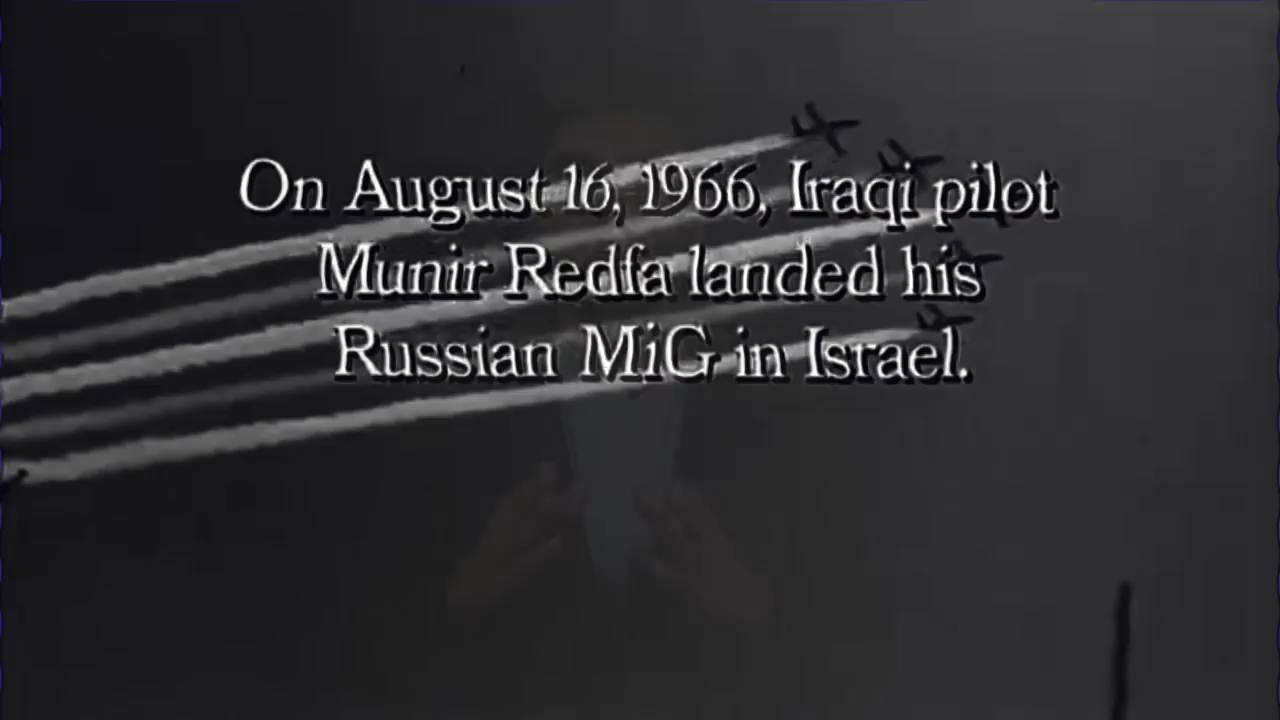 On August 16, 1966, Iraqi pilot
Munir Redfa landed his
Russian MiG in Israel.